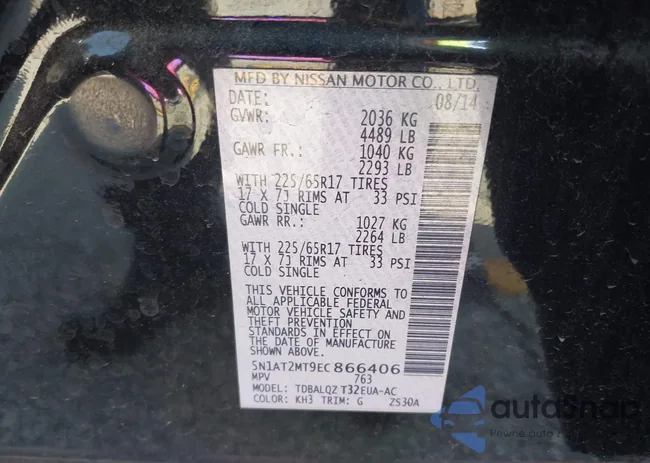 MFD BY NISSAN MOTOR CO., LTD.
DATE: 08/14
GVWR: 2036 KG
4489 LB
GAWR FR.: 1040 KG
2293 LB
WITH 225/65R17 TIRES
17 X 7J RIMS AT 33 PSI
COLD SINGLE
GAWR RR.: 1027 KG
2264 LB
WITH 225/65R17 TIRES
17 X 7J RIMS AT 33 PSI
COLD SINGLE
THIS VEHICLE CONFORMS TO
ALL APPLICABLE FEDERAL
MOTOR VEHICLE SAFETY AND
THEFT PREVENTION
STANDARDS IN EFFECT ON
THE DATE OF MANUFACTURE
SHOWN ABOVE.
5N1AT2MT9EC866406
MPV 763
MODEL: TDBALQZ T32EUA-AC
COLOR: KH3 TRIM: G ZS30A
autoSnap
Pewne auto z